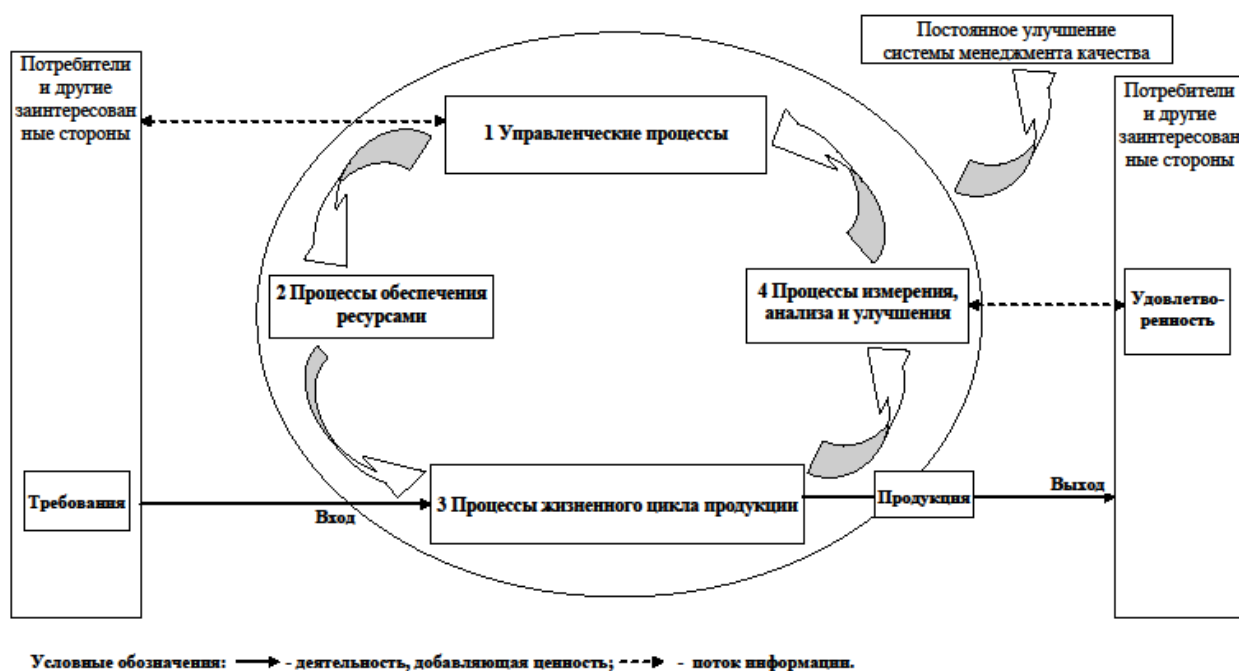 Постоянное улучшение
системы менеджмента качества
Потребители
и другие
заинтересован
ные стороны
Потребители
и другие
заинтересован
ные стороны
1 Управленческие процессы
2 Процессы обеспечения
ресурсами
4 Процессы измерения,
анализа и улучшения
Удовлетво-
ренность
Требования
Вход
3 Процессы жизненного цикла продукции
Продукция
Выход
Условные обозначения: - деятельность, добавляющая ценность; - поток информации.